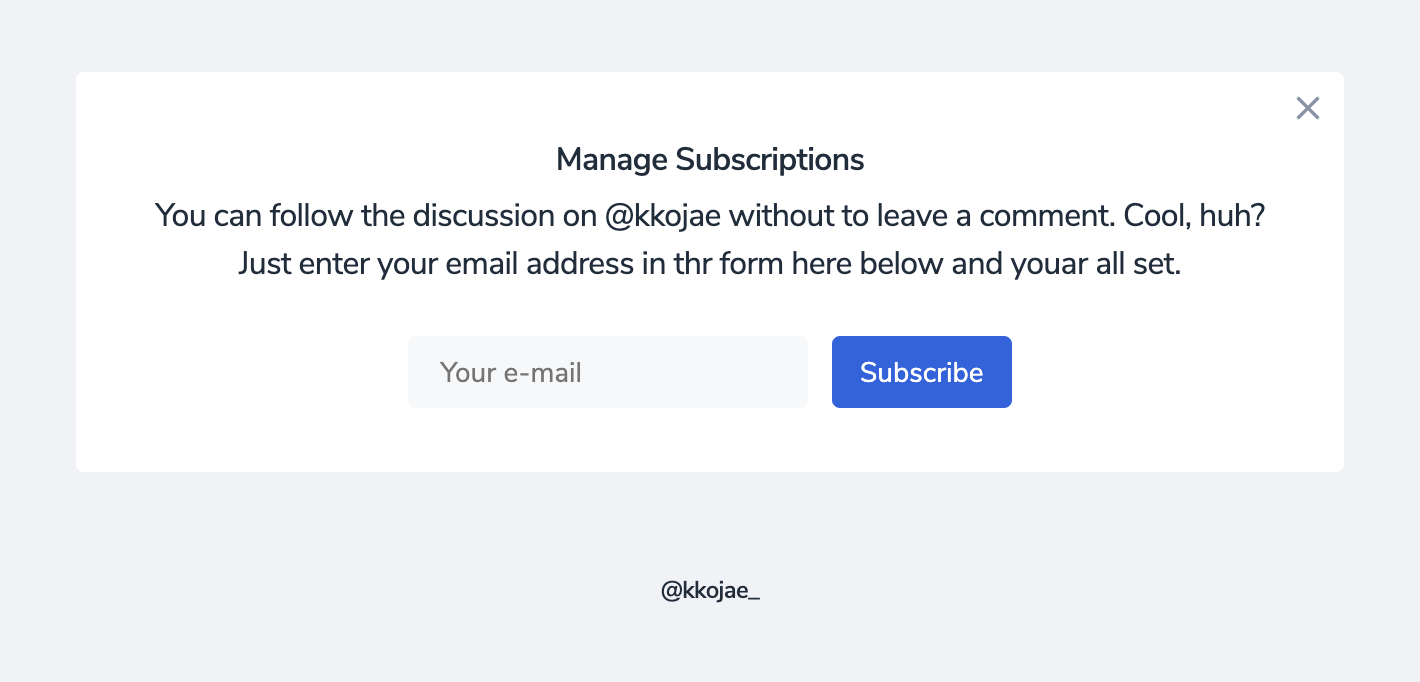 Manage Subscriptions
You can follow the discussion on @kkojae without to leave a comment. Cool, huh?
Just enter your email address in thr form here below and youar all set.
Your e-mail
Subscribe
@kkojae_